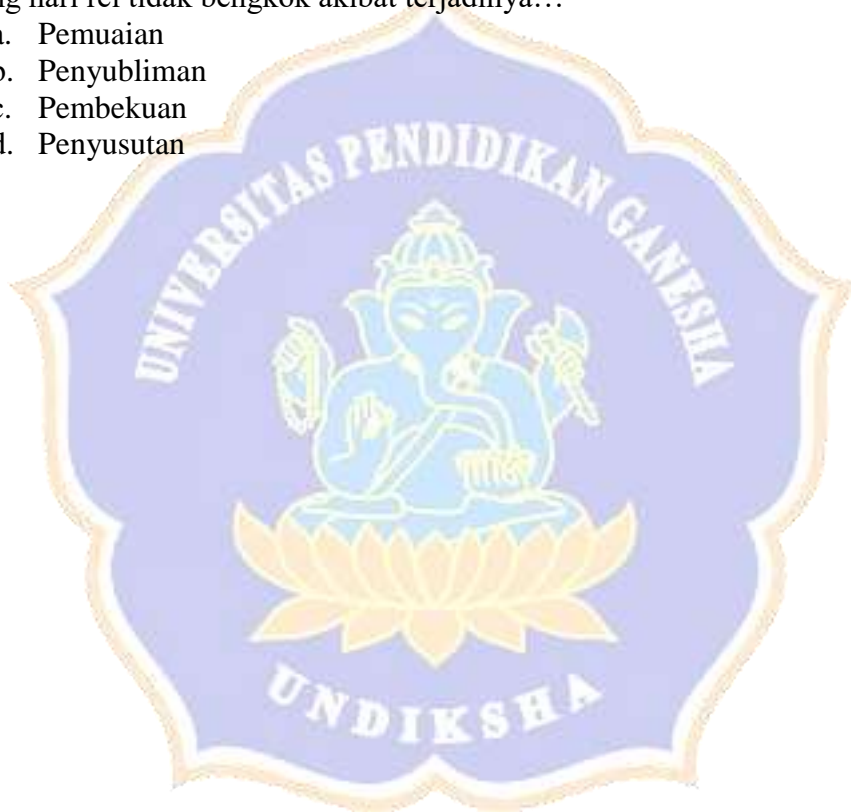 hari rel tidak bengkok akibat terjadinya…
a. Pemuaian
b. Penyubliman
c. Pembekuan
d. Penyusutan
UNIVERSITAS PENDIDIKAN GANESHA
UNDIKSHA